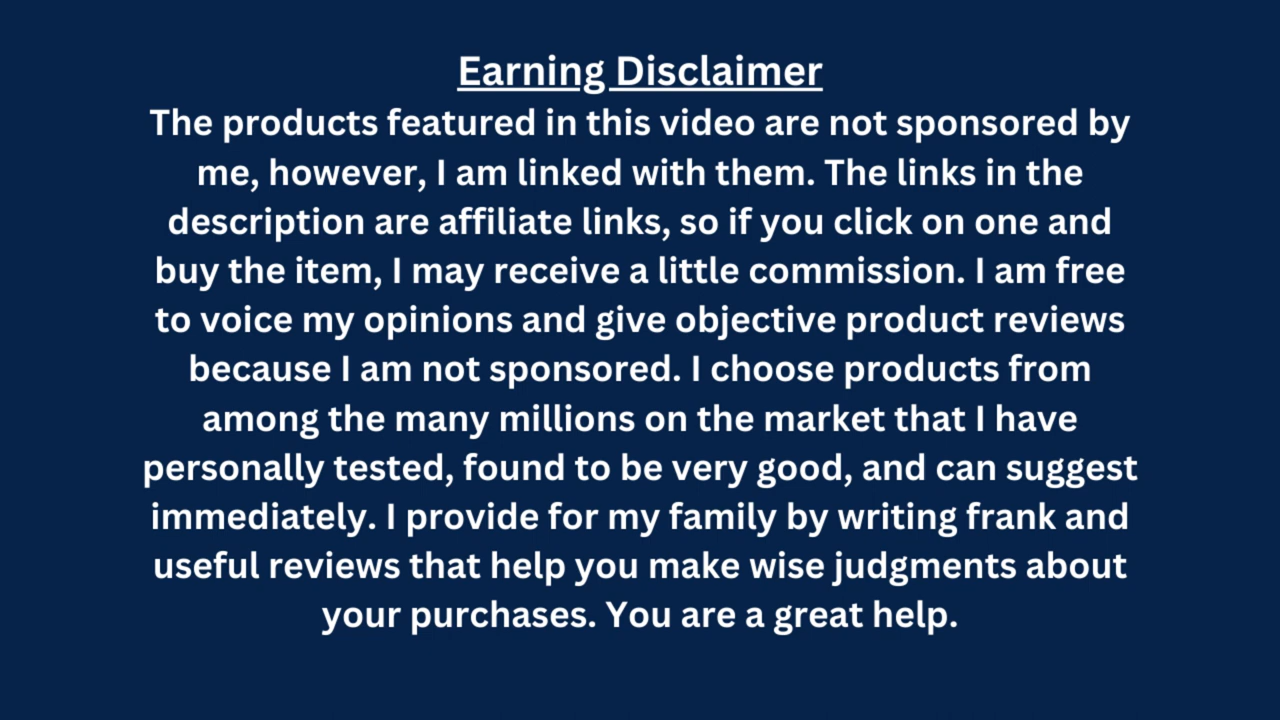 Earning Disclaimer
The products featured in this video are not sponsored by
me, however, I am linked with them. The links in the
description are affiliate links, so if you click on one and
buy the item, I may receive a little commission. I am free
to voice my opinions and give objective product reviews
because I am not sponsored. I choose products from
among the many millions on the market that I have
personally tested, found to be very good, and can suggest
immediately. I provide for my family by writing frank and
useful reviews that help you make wise judgments about
your purchases. You are a great help.